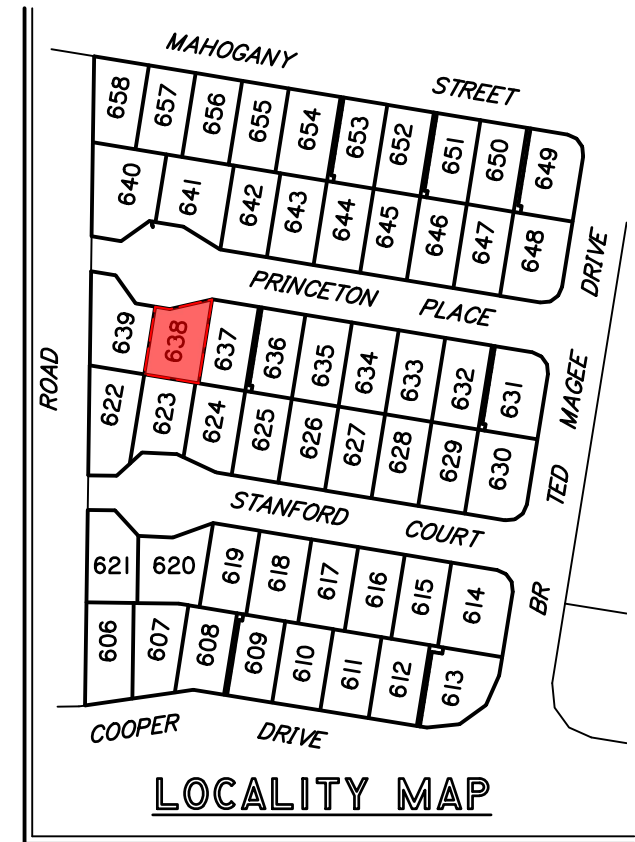 MAHOGANY STREET
658 657 656 655 654 653 652 651 650 649
640 641 642 643 644 645 646 647 648
PRINCETON PLACE
DRIVE
639 638 637 636 635 634 633 632 631
ROAD
MAGEE
622 623 624 625 626 627 628 629 630
TED
STANFORD COURT
621 620 619 618 617 616 615 614
BR
606 607 608 609 610 611 612 613
COOPER DRIVE
LOCALITY MAP